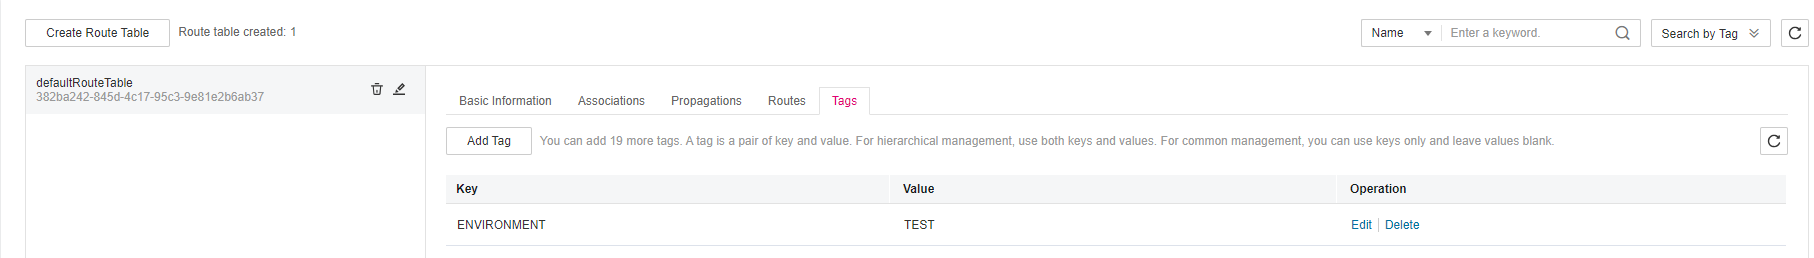 Create Route Table Route table created: 1 Name Enter a keyword. Search by Tag
defaultRouteTable
382ba242-845d-4c17-95c3-9e81e2b6ab37
Basic Information Associations Propagations Routes Tags
Add Tag You can add 19 more tags. A tag is a pair of key and value. For hierarchical management, use both keys and values. For common management, you can use keys only and leave values blank.
Key Value Operation
ENVIRONMENT TEST Edit Delete